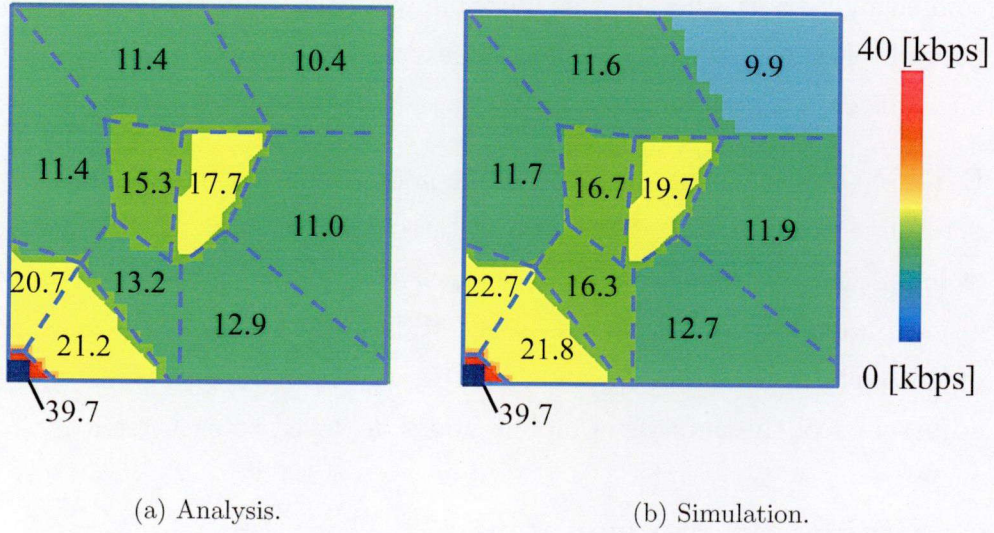 11.4 10.4
11.4 15.3 17.7 11.0
20.7 13.2 12.9
21.2
39.7
(a) Analysis.
11.6 9.9
11.7 16.7 19.7 11.9
22.7 16.3 12.7
21.8
39.7
(b) Simulation.
40 [kbps]
0 [kbps]